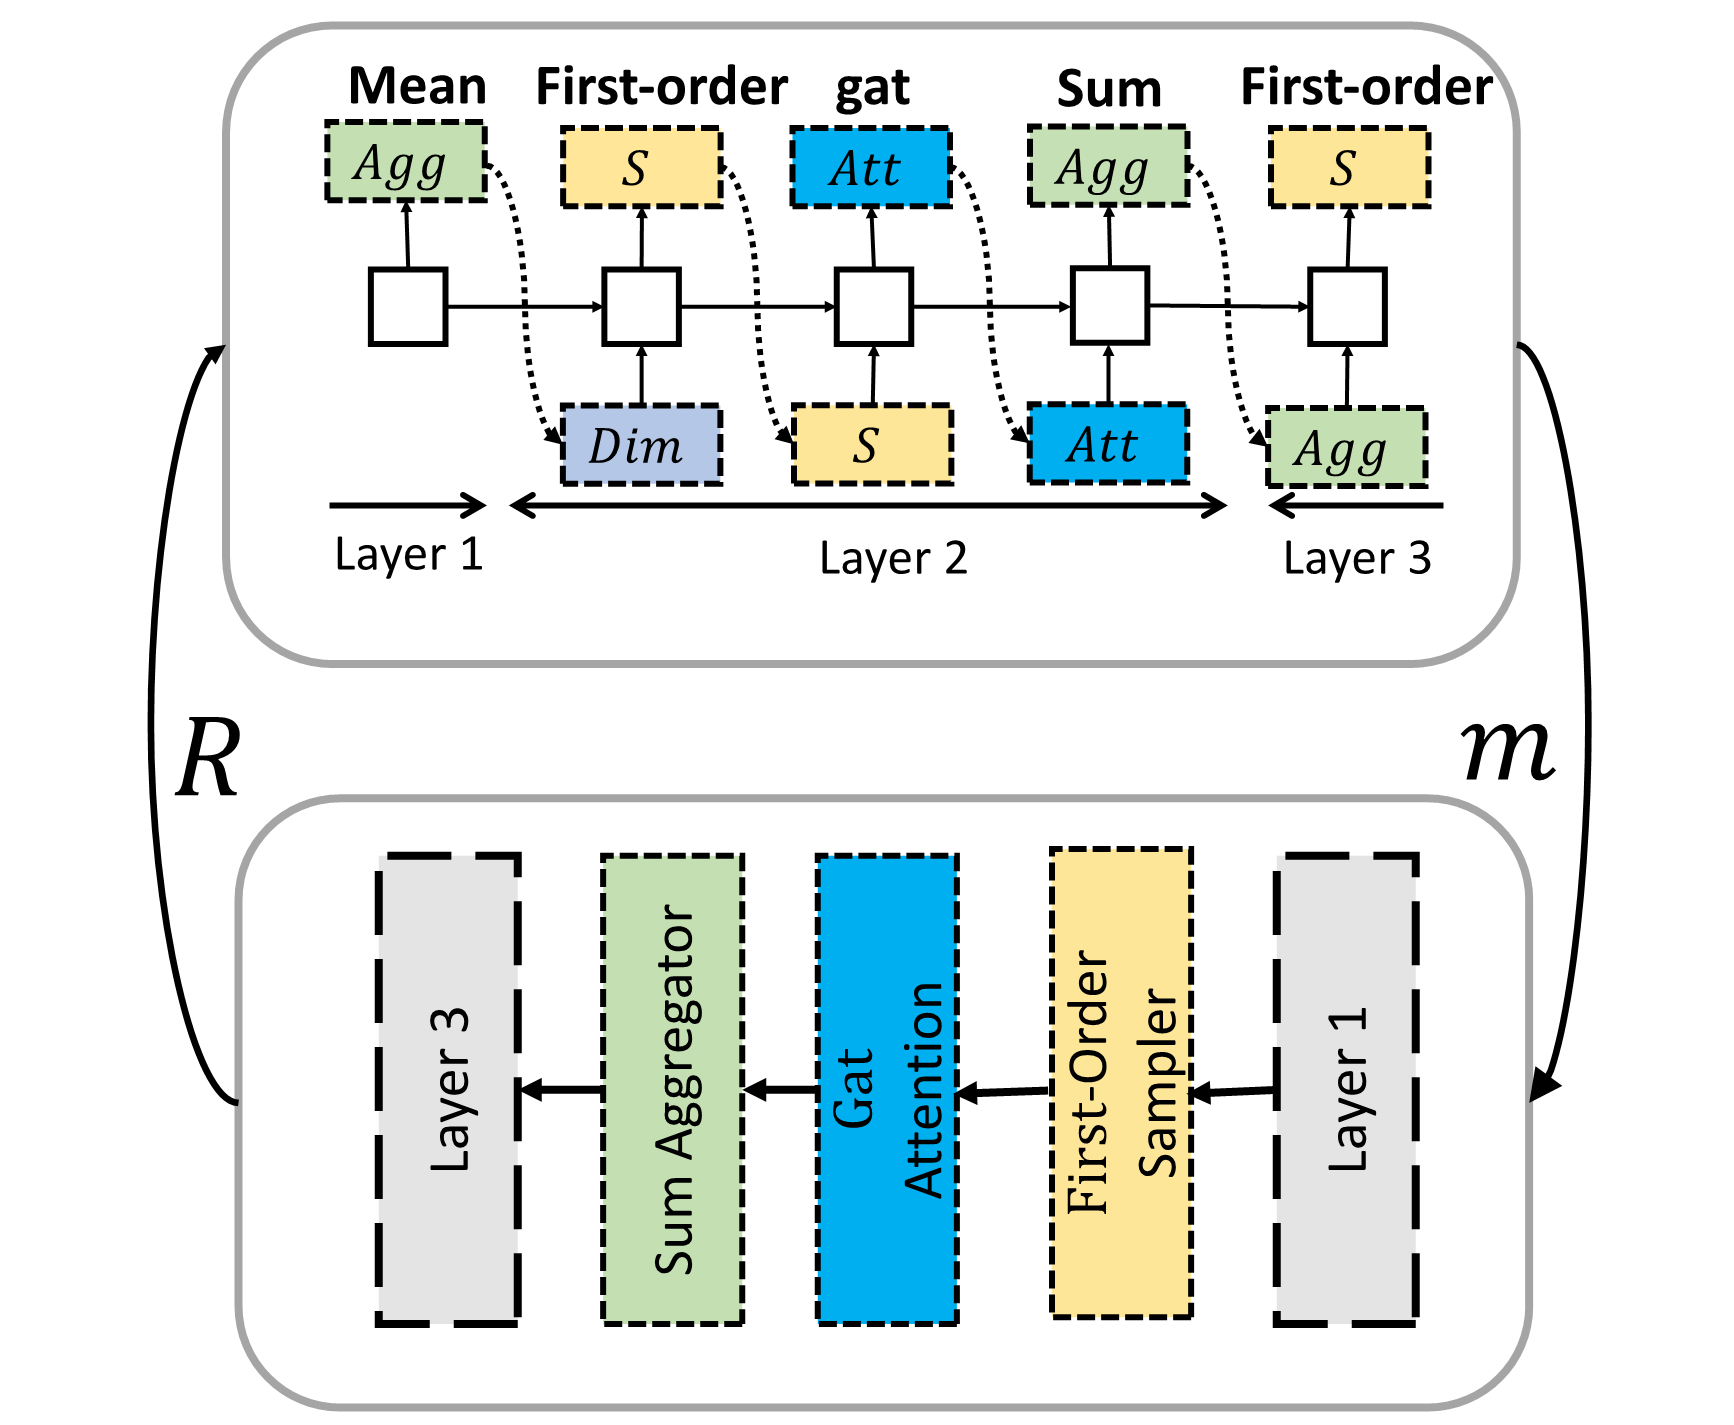 Mean First-order gat Sum First-order
Agg S Att Agg S
Dim S Att Agg
Layer 1 Layer 2 Layer 3
R m
Layer 3
Sum Aggregator
Gat
Attention
First-Order
Sampler
Layer 1